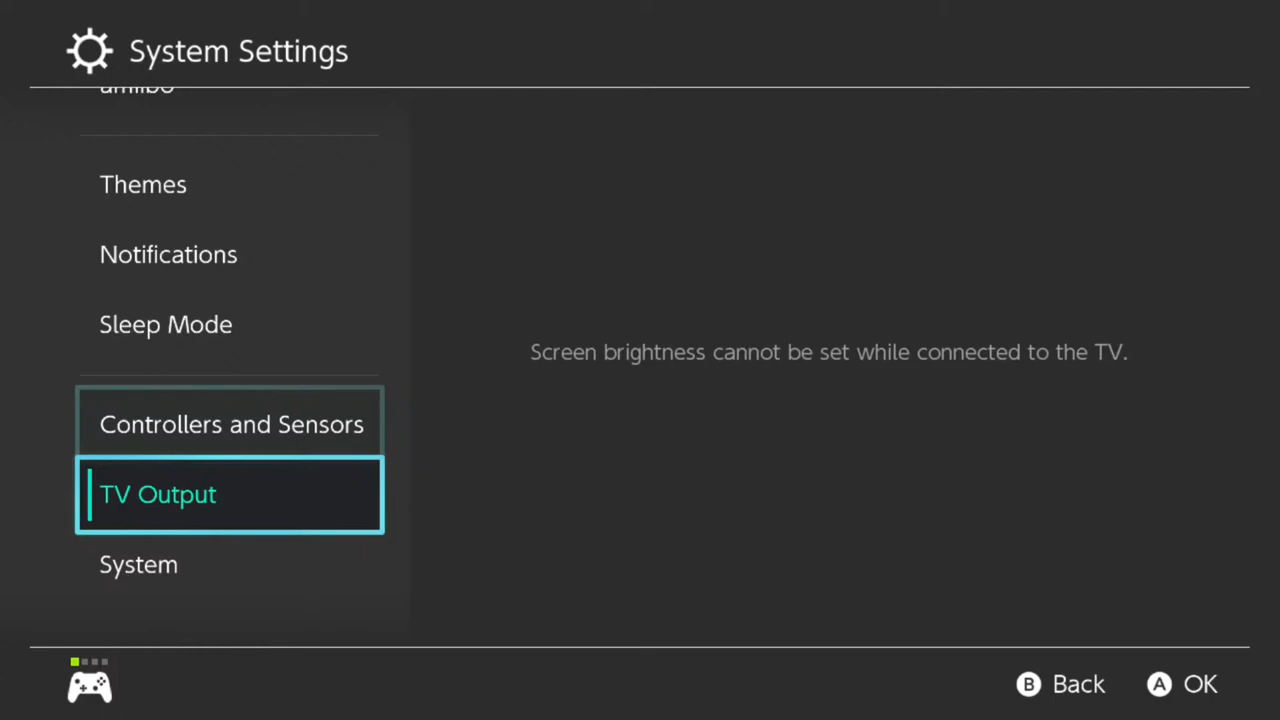 System Settings
amiibo
Themes
Notifications
Sleep Mode
Screen brightness cannot be set while connected to the TV.
Controllers and Sensors
TV Output
System
B Back
A OK